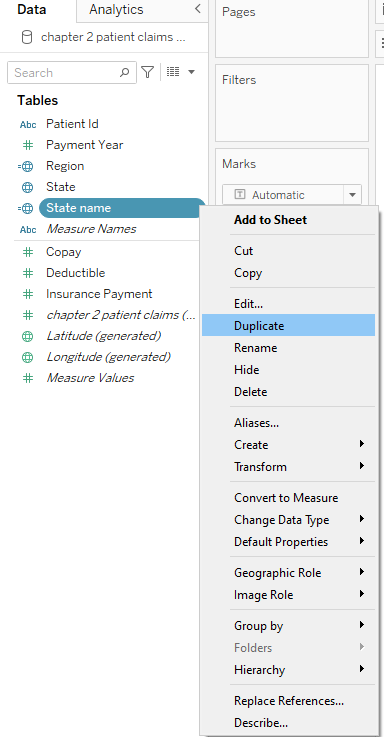 Data
Analytics
Pages
chapter 2 patient claims ...
Search
Tables
Abc Patient Id
Payment Year
Region
State
State name
Abc Measure Names
Copay
Deductible
Insurance Payment
chapter 2 patient claims (...
Latitude (generated)
Longitude (generated)
Measure Values
Filters
Marks
T Automatic
Add to Sheet
Cut
Copy
Edit...
Duplicate
Rename
Hide
Delete
Aliases...
Create
Transform
Convert to Measure
Change Data Type
Default Properties
Geographic Role
Image Role
Group by
Folders
Hierarchy
Replace References...
Describe...